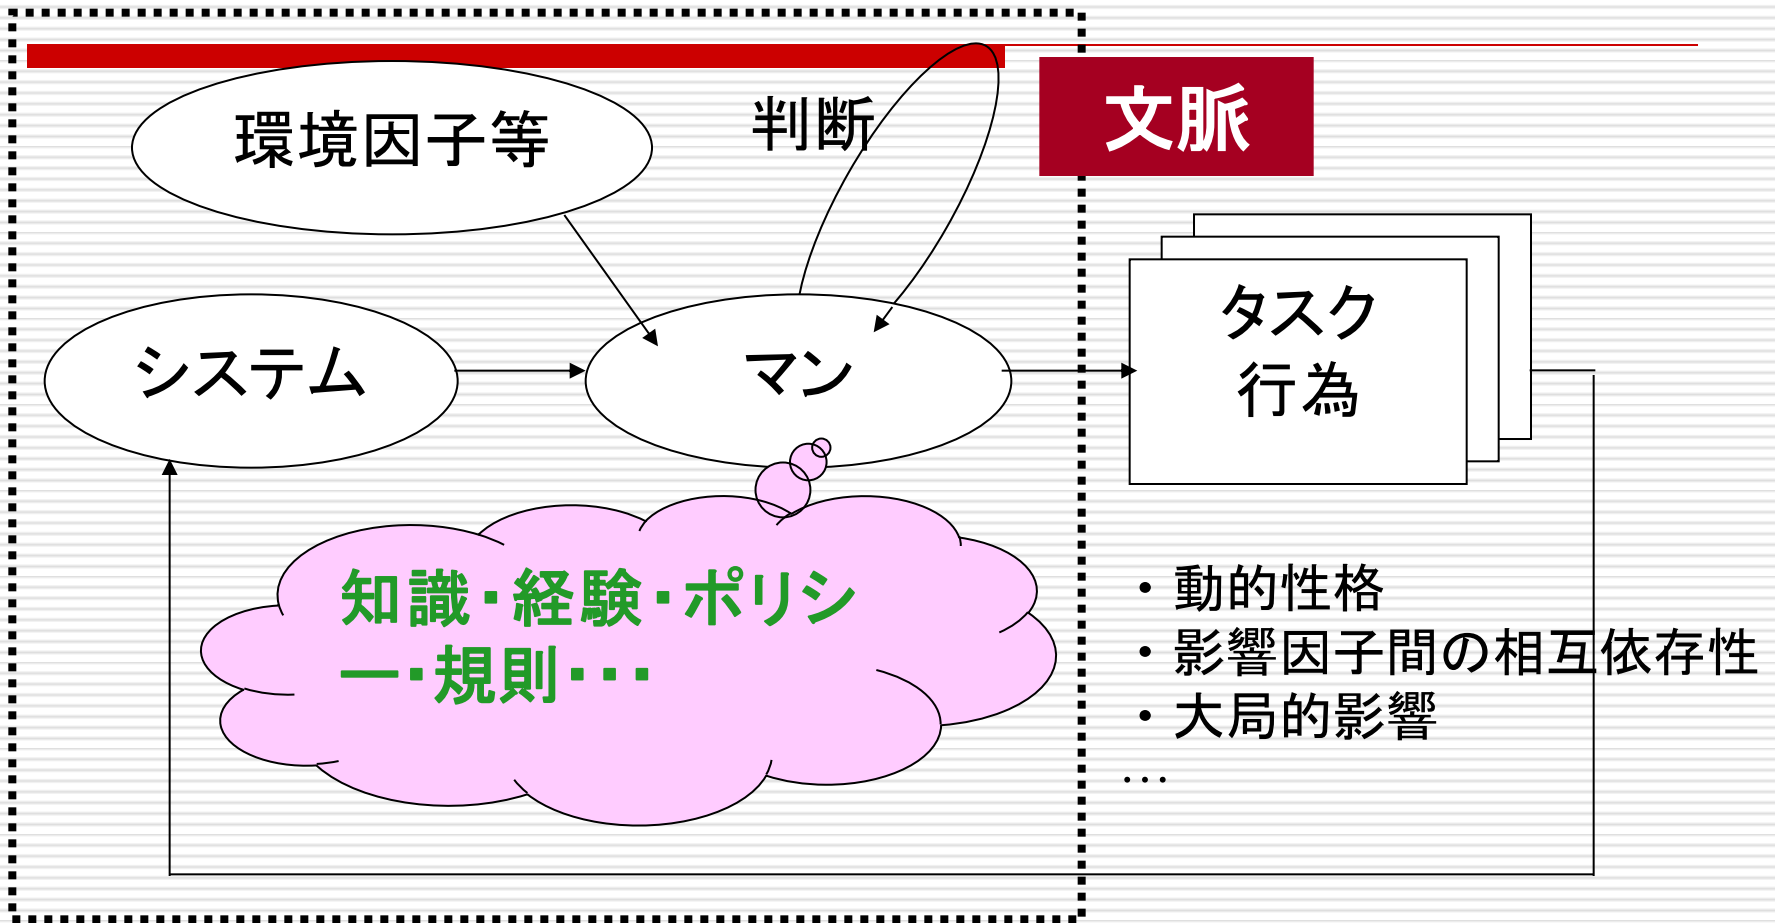 環境因子等
判断
文脈
システム
マン
タスク
行為
知識・経験・ポリシ
ー・規則・・・
・動的性格
・影響因子間の相互依存性
・大局的影響
…